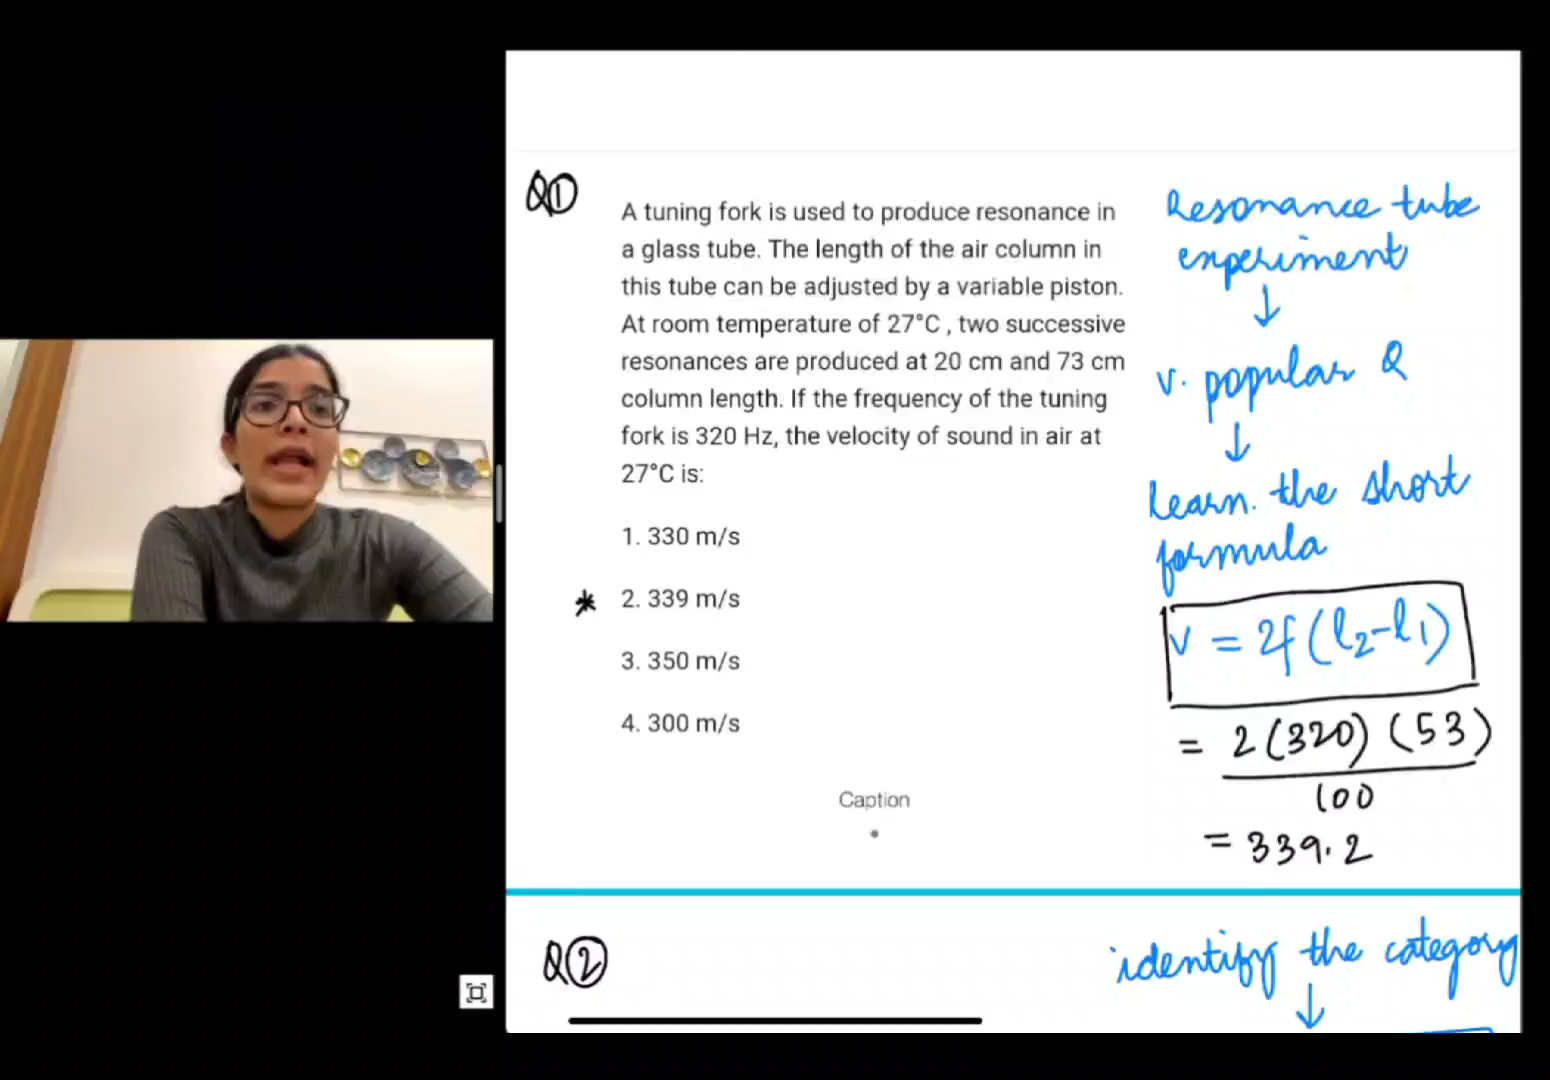 Q1
A tuning fork is used to produce resonance in
a glass tube. The length of the air column in
this tube can be adjusted by a variable piston.
At room temperature of 27°C , two successive
resonances are produced at 20 cm and 73 cm
column length. If the frequency of the tuning
fork is 320 Hz, the velocity of sound in air at
27°C is:
1. 330 m/s
* 2. 339 m/s
3. 350 m/s
4. 300 m/s
Caption
Resonance tube
experiment
↓
v. popular Q
↓
learn. the short
formula
v = 2f(l₂-l₁)
= 2(320)(53)
100
= 339.2
Q2
identify the category
↓